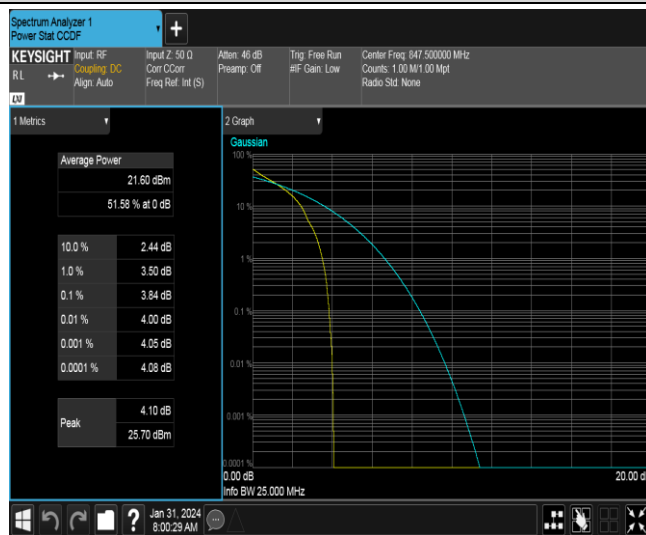 Spectrum Analyzer 1
Power Stat CCDF
KEYSIGHT
RL
LXI
Input: RF
Coupling: DC
Align: Auto
Input Z: 50 Ω
Corr CCorr
Freq Ref: Int (S)
Atten: 46 dB
Preamp: Off
Trig: Free Run
#IF Gain: Low
Center Freq: 847.500000 MHz
Counts: 1.00 M/1.00 Mpt
Radio Std: None
1 Metrics
Average Power
21.60 dBm
51.58 % at 0 dB
10.0 % 2.44 dB
1.0 % 3.50 dB
0.1 % 3.84 dB
0.01 % 4.00 dB
0.001 % 4.05 dB
0.0001 % 4.08 dB
Peak
4.10 dB
25.70 dBm
2 Graph
Gaussian
100 %
10 %
1 %
0.1 %
0.01 %
0.001 %
0.0001 %
0.00 dB
20.00 d
Info BW 25.000 MHz
?
Jan 31, 2024
8:00:29 AM